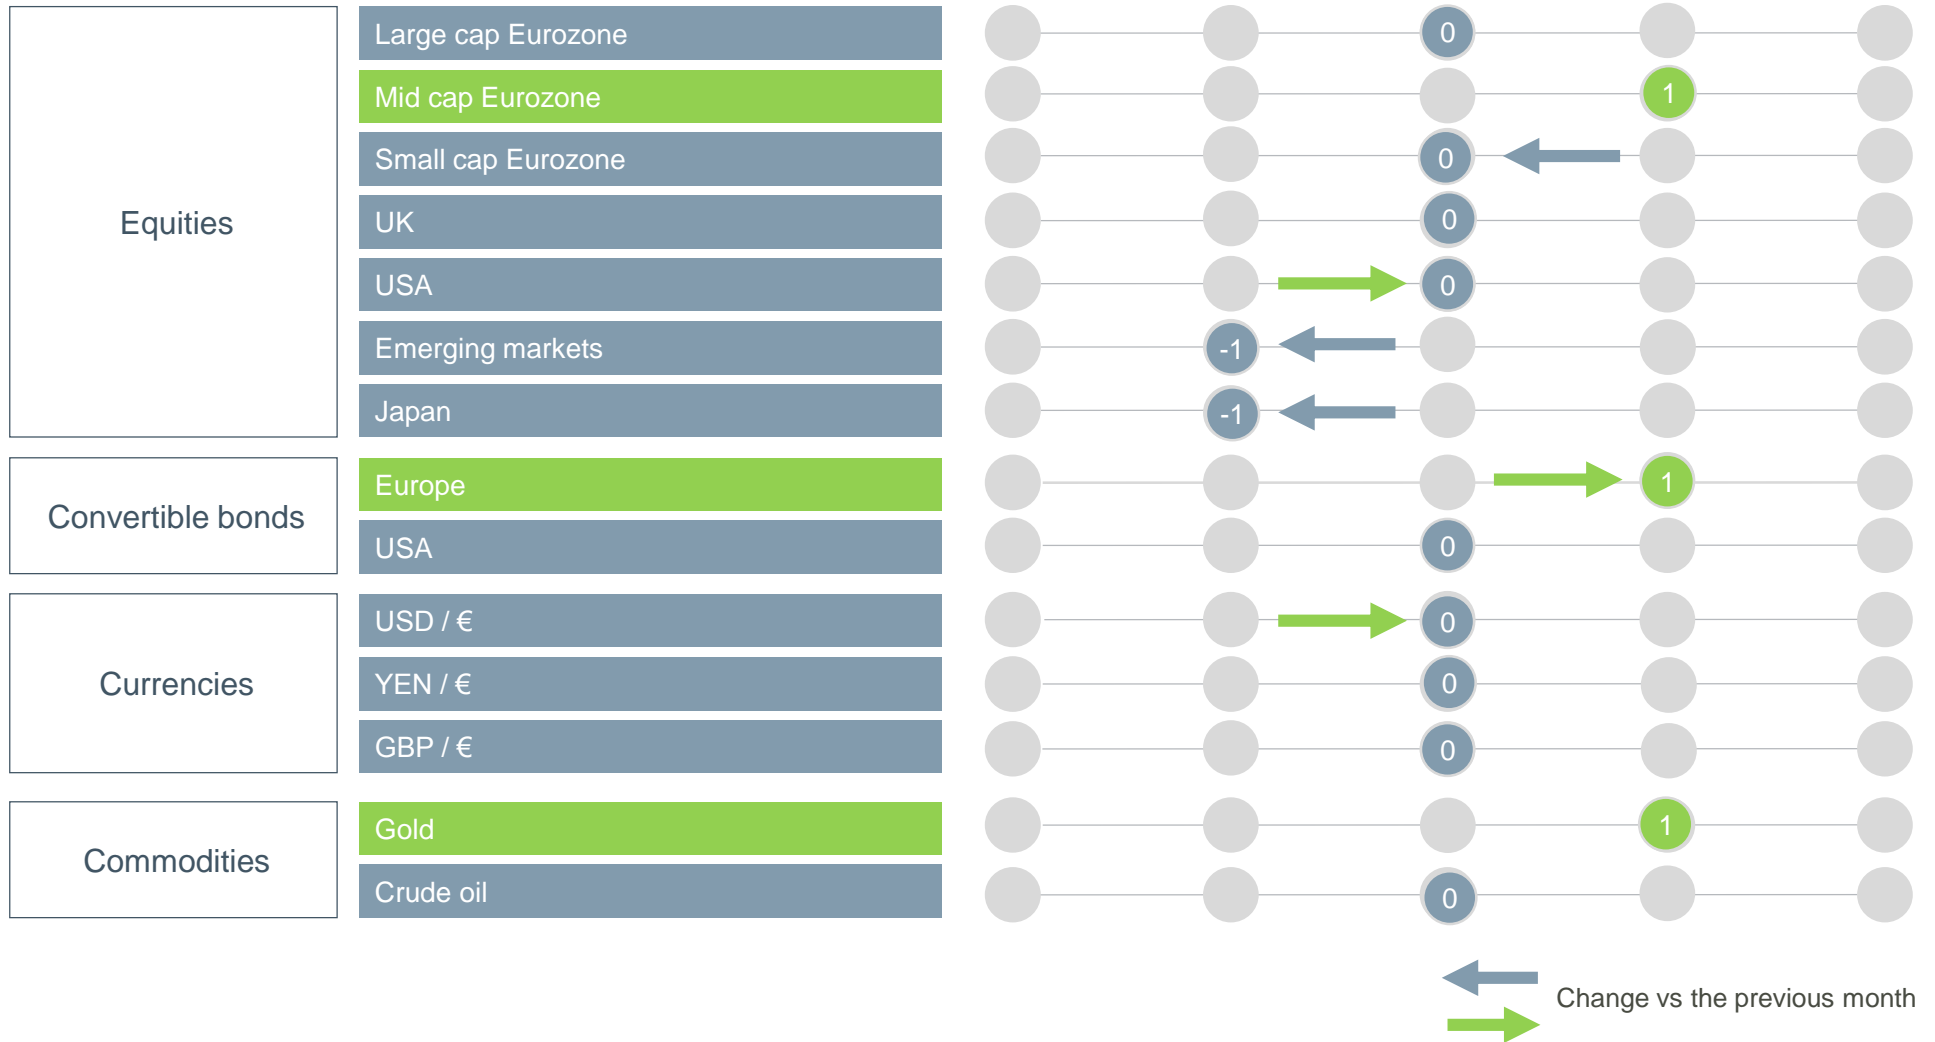 Equities
Large cap Eurozone
0
Mid cap Eurozone
1
Small cap Eurozone
0
UK
0
USA
0
Emerging markets
-1
Japan
-1
Convertible bonds
Europe
1
USA
0
Currencies
USD / €
0
YEN / €
0
GBP / €
0
Commodities
Gold
1
Crude oil
0
Change vs the previous month